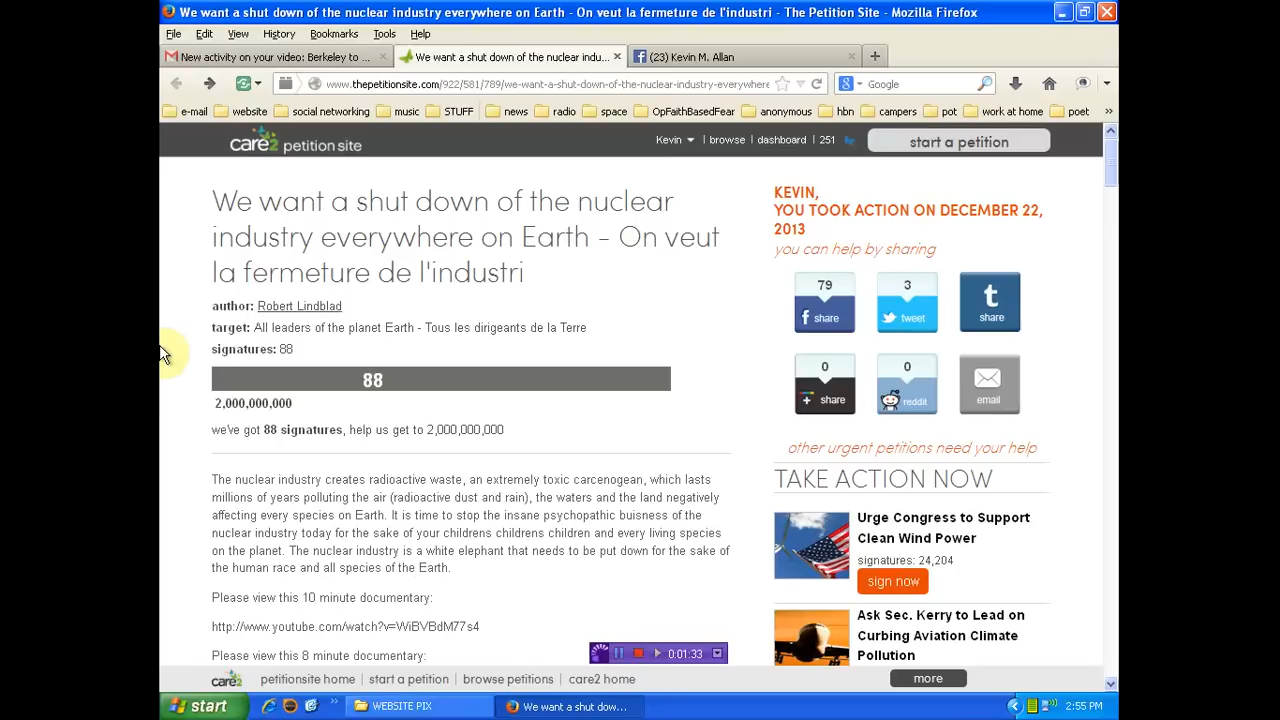 We want a shut down of the nuclear industry everywhere on Earth - On veut la fermeture de l'industri - The Petition Site - Mozilla Firefox
File Edit View History Bookmarks Tools Help
New activity on your video: Berkeley to ...
We want a shut down of the nuclear indu...
(23) Kevin M. Allan
www.thepetitionsite.com/922/581/789/we-want-a-shut-down-of-the-nuclear-industry-everywhere
Google
e-mail website social networking music STUFF news radio space OpFaithBasedFear anonymous hbn campers pot work at home poet
care2 petition site
Kevin browse dashboard 251
start a petition
We want a shut down of the nuclear
industry everywhere on Earth - On veut
la fermeture de l'industri
author: Robert Lindblad
target: All leaders of the planet Earth - Tous les dirigeants de la Terre
signatures: 88
88
2,000,000,000
we've got 88 signatures, help us get to 2,000,000,000
The nuclear industry creates radioactive waste, an extremely toxic carcenogean, which lasts
millions of years polluting the air (radioactive dust and rain), the waters and the land negatively
affecting every species on Earth. It is time to stop the insane psychopathic buisness of the
nuclear industry today for the sake of your childrens childrens children and every living species
on the planet. The nuclear industry is a white elephant that needs to be put down for the sake of
the human race and all species of the Earth.
Please view this 10 minute documentary:
http://www.youtube.com/watch?v=WiBVBdM77s4
Please view this 8 minute documentary:
KEVIN,
YOU TOOK ACTION ON DECEMBER 22,
2013
you can help by sharing
79
f share
3
tweet
t
share
0
share
0
reddit
email
other urgent petitions need your help
TAKE ACTION NOW
Urge Congress to Support
Clean Wind Power
signatures: 24,204
sign now
Ask Sec. Kerry to Lead on
Curbing Aviation Climate
Pollution
0:01:33
care2 petitionsite home start a petition browse petitions care2 home
more
start
WEBSITE PIX
We want a shut dow...
2:55 PM